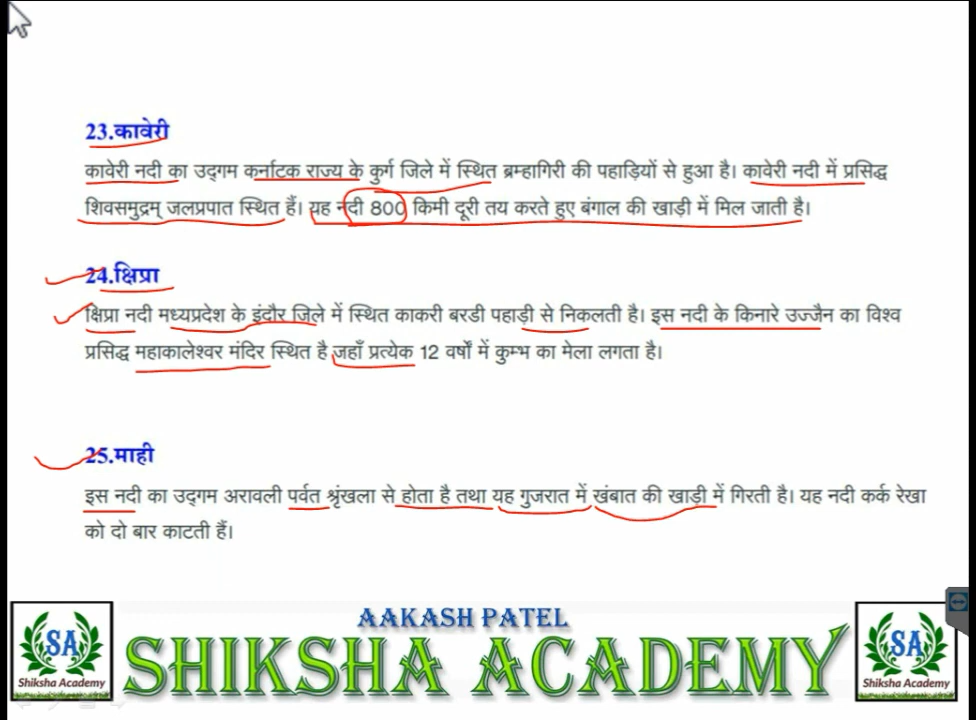 23.कावेरी
कावेरी नदी का उद्गम कर्नाटक राज्य के कुर्ग जिले में स्थित ब्रम्हागिरी की पहाड़ियों से हुआ है। कावेरी नदी में प्रसिद्ध
शिवसमुद्रम् जलप्रपात स्थित हैं। यह नदी 800 किमी दूरी तय करते हुए बंगाल की खाड़ी में मिल जाती है।
24.क्षिप्रा
क्षिप्रा नदी मध्यप्रदेश के इंदौर जिले में स्थित काकरी बरडी पहाड़ी से निकलती है। इस नदी के किनारे उज्जैन का विश्व
प्रसिद्ध महाकालेश्वर मंदिर स्थित है जहाँ प्रत्येक 12 वर्षों में कुम्भ का मेला लगता है।
25.माही
इस नदी का उद्गम अरावली पर्वत श्रृंखला से होता है तथा यह गुजरात में खंबात की खाड़ी में गिरती है। यह नदी कर्क रेखा
को दो बार काटती हैं।
AAKASH PATEL
SHIKSHA ACADEMY
SA
Shiksha Academy
SA
Shiksha Academy